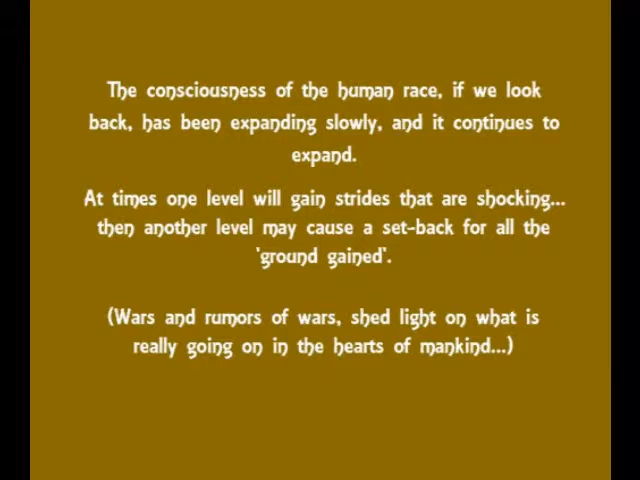 The consciousness of the human race, if we look
back, has been expanding slowly, and it continues to
expand.
At times one level will gain strides that are shocking...
then another level may cause a set-back for all the
'ground gained'.
(Wars and rumors of wars, shed light on what is
really going on in the hearts of mankind...)